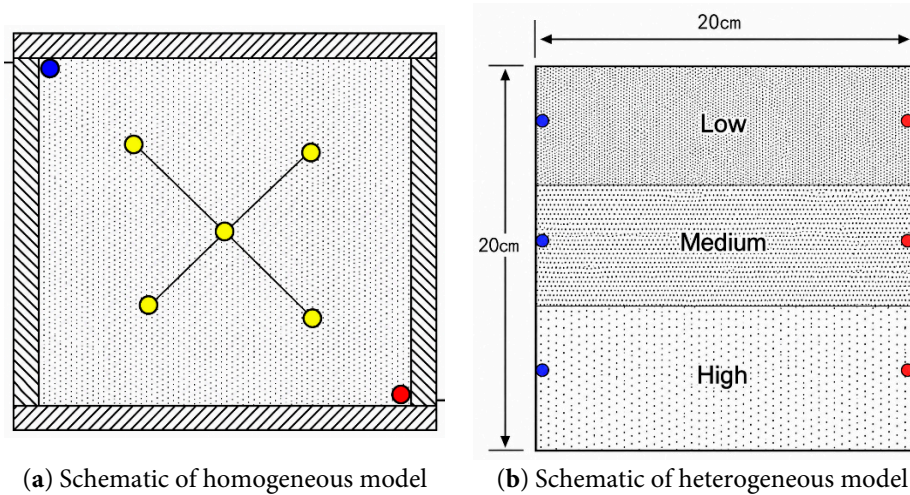 20cm
Low
20cm
Medium
High
(a) Schematic of homogeneous model
(b) Schematic of heterogeneous model